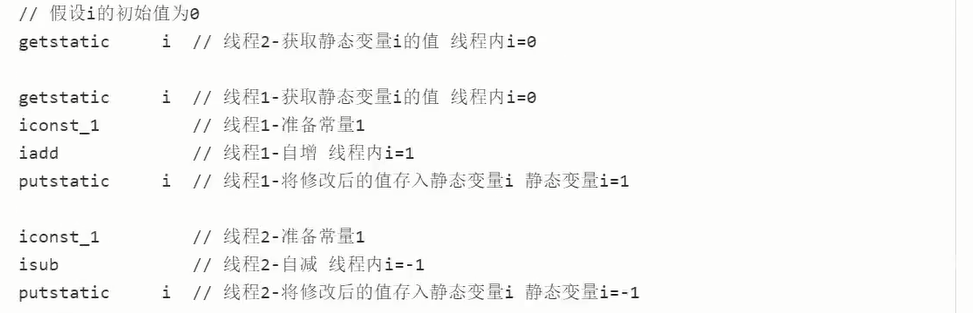 // 假设i的初始值为0
getstatic     i  // 线程2-获取静态变量i的值 线程内i=0
getstatic     i  // 线程1-获取静态变量i的值 线程内i=0
iconst_1         // 线程1-准备常量1
iadd             // 线程1-自增 线程内i=1
putstatic     i  // 线程1-将修改后的值存入静态变量i 静态变量i=1
iconst_1         // 线程2-准备常量1
isub             // 线程2-自减 线程内i=-1
putstatic     i  // 线程2-将修改后的值存入静态变量i 静态变量i=-1